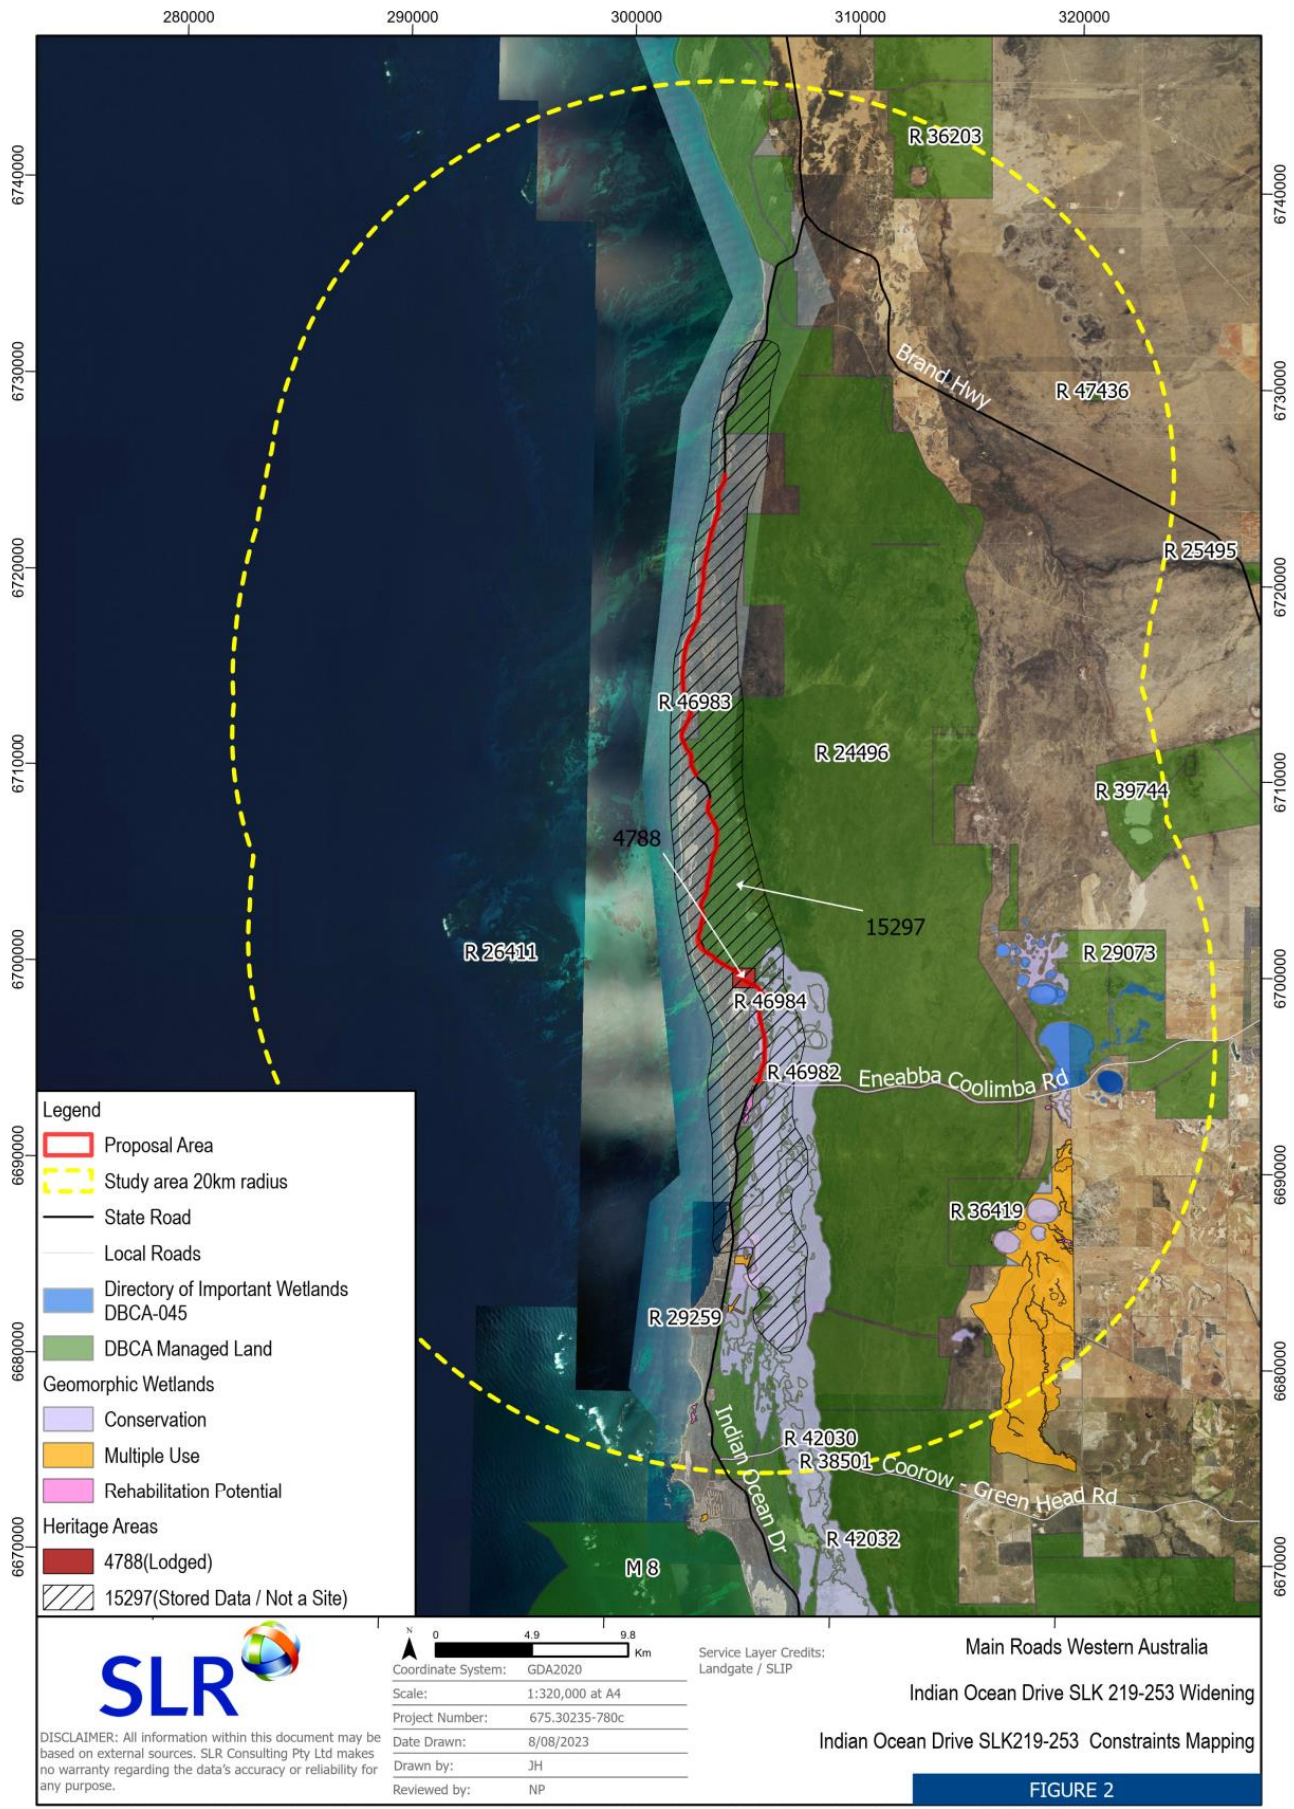 280000
290000
300000
310000
320000
6740000
6740000
R 36203
6730000
6730000
Brand Hwy
R 47436
6720000
6720000
R 25495
R 46983
6710000
6710000
R 24496
R 39744
4788
15297
6700000
6700000
R 26411
R 29073
R 46984
R 46982
Eneabba Coolimba Rd
6690000
6690000
R 36419
R 29259
6680000
6680000
Indian Ocean Dr
R 42030
R 38501
Coorow - Green Head Rd
R 42032
6670000
6670000
M 8
Legend
Proposal Area
Study area 20km radius
State Road
Local Roads
Directory of Important Wetlands
DBCA-045
DBCA Managed Land
Geomorphic Wetlands
Conservation
Multiple Use
Rehabilitation Potential
Heritage Areas
4788(Lodged)
15297(Stored Data / Not a Site)
SLR
DISCLAIMER: All information within this document may be
based on external sources. SLR Consulting Pty Ltd makes
no warranty regarding the data's accuracy or reliability for
any purpose.
N
0 4.9 9.8
Km
Coordinate System: GDA2020
Scale: 1:320,000 at A4
Project Number: 675.30235-780c
Date Drawn: 8/08/2023
Drawn by: JH
Reviewed by: NP
Service Layer Credits:
Landgate / SLIP
Main Roads Western Australia
Indian Ocean Drive SLK 219-253 Widening
Indian Ocean Drive SLK219-253 Constraints Mapping
FIGURE 2